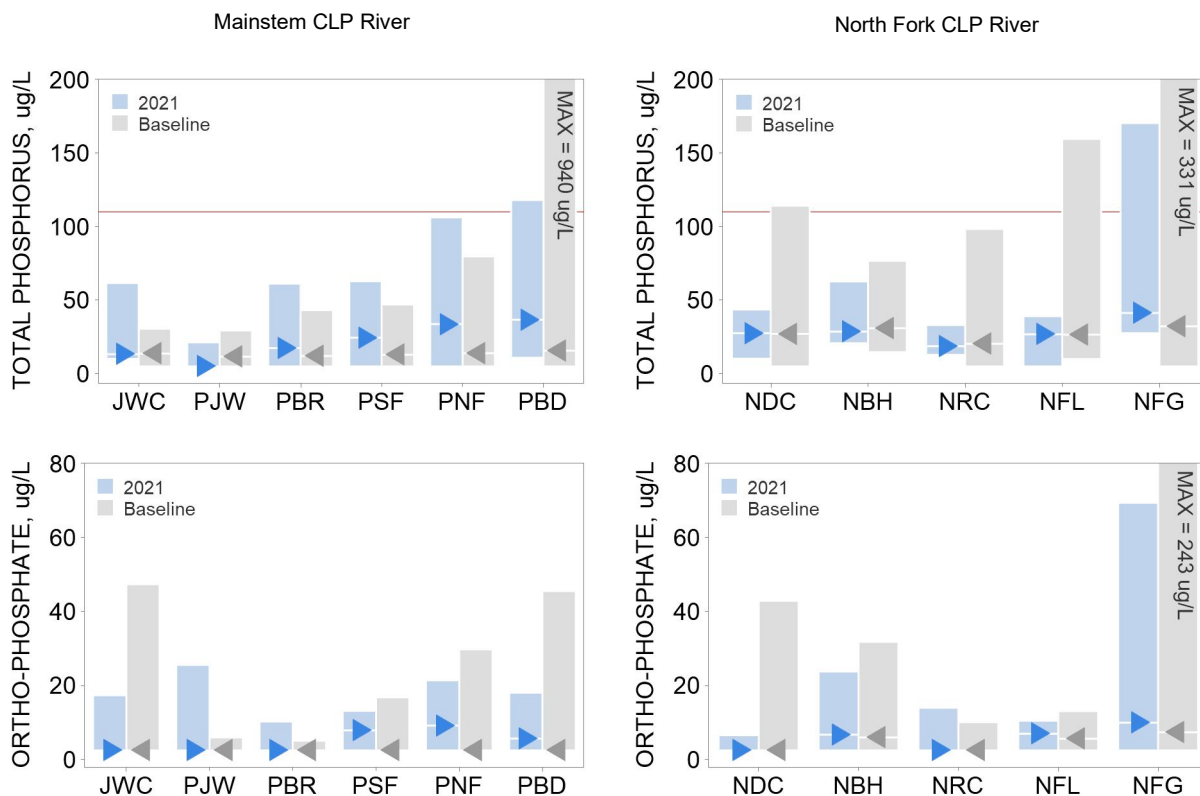 Mainstem CLP River
North Fork CLP River
TOTAL PHOSPHORUS, ug/L
200
150
100
50
0
2021
Baseline
MAX = 940 ug/L
JWC PJW PBR PSF PNF PBD
TOTAL PHOSPHORUS, ug/L
200
150
100
50
0
2021
Baseline
MAX = 331 ug/L
NDC NBH NRC NFL NFG
ORTHO-PHOSPHATE, ug/L
80
60
40
20
0
2021
Baseline
JWC PJW PBR PSF PNF PBD
ORTHO-PHOSPHATE, ug/L
80
60
40
20
0
2021
Baseline
MAX = 243 ug/L
NDC NBH NRC NFL NFG